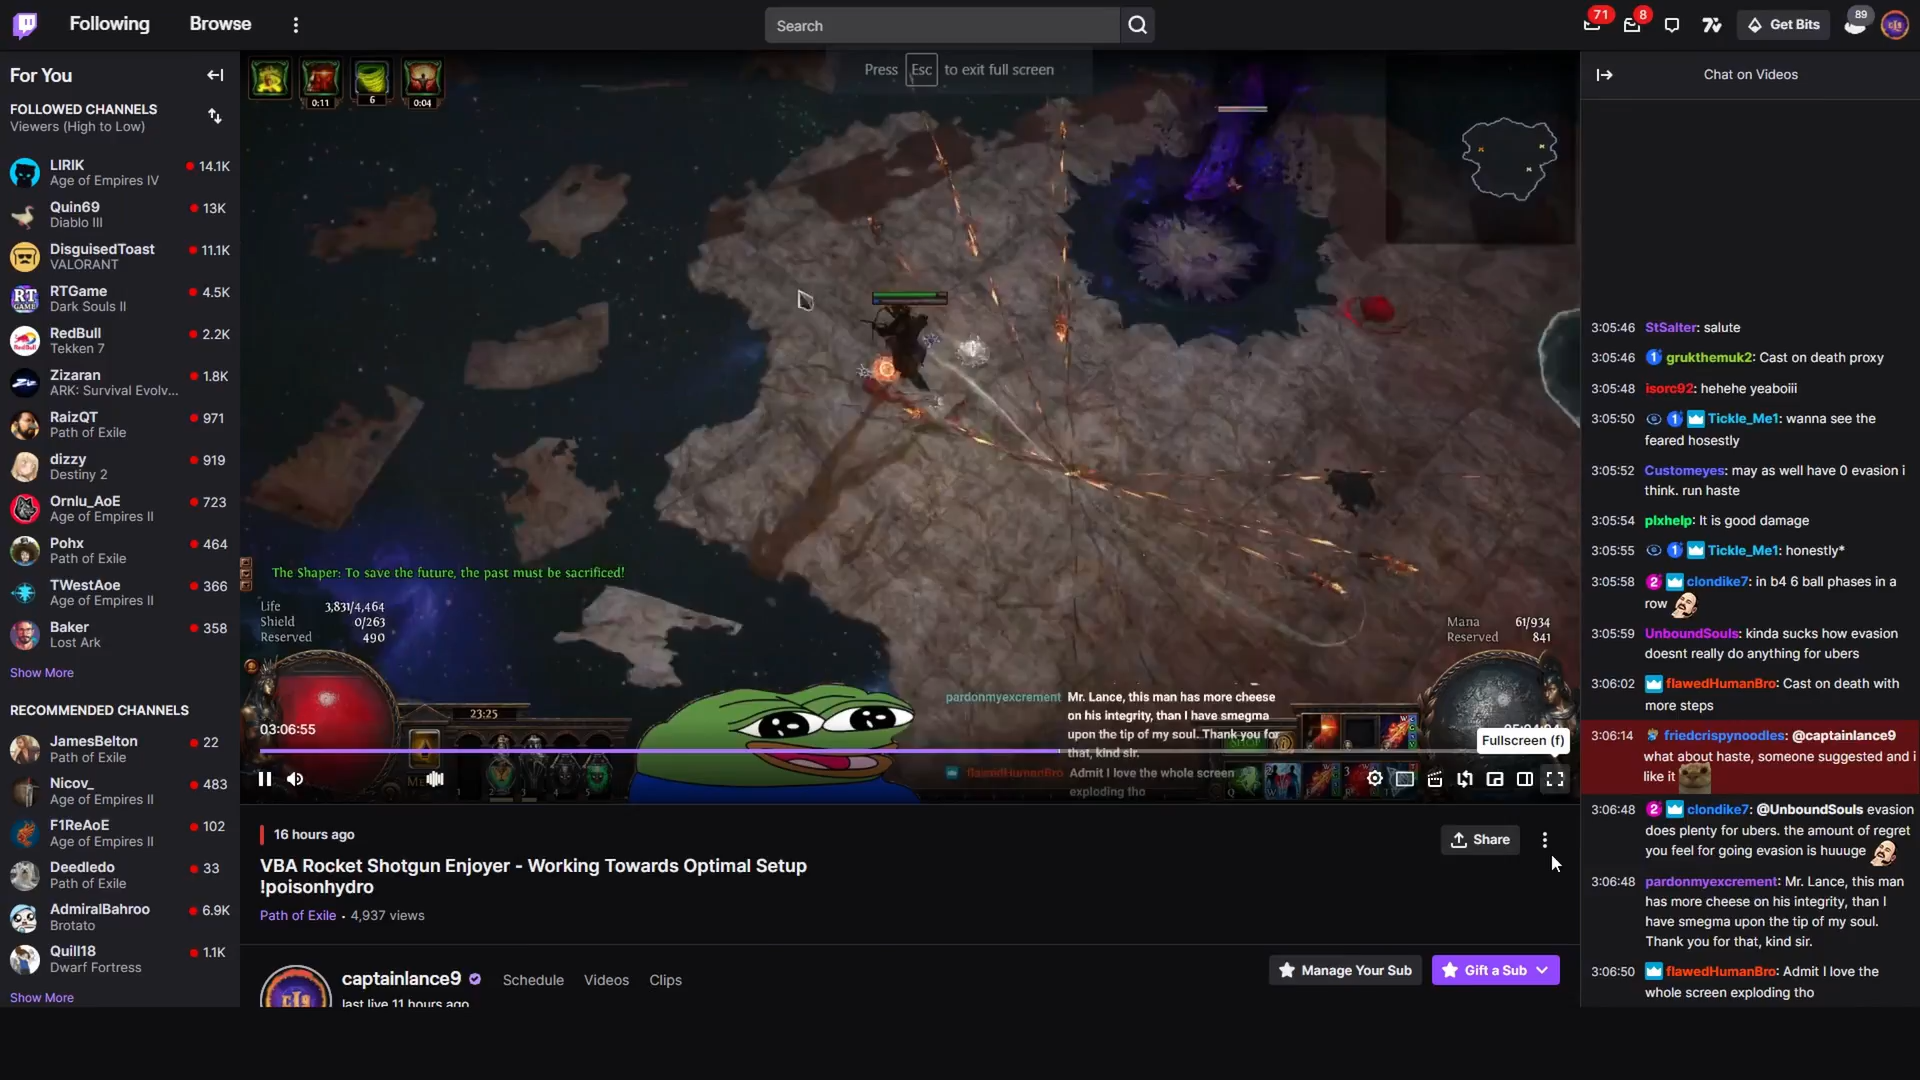 Following
Browse
Search
71
8
Get Bits
89
For You
FOLLOWED CHANNELS
Viewers (High to Low)
LIRIK
14.1K
Age of Empires IV
Quin69
13K
Diablo III
DisguisedToast
11.1K
VALORANT
RTGame
4.5K
Dark Souls II
RedBull
2.2K
Tekken 7
Zizaran
1.8K
ARK: Survival Evolv...
RaizQT
971
Path of Exile
dizzy
919
Destiny 2
Ornlu_AoE
723
Age of Empires II
Pohx
464
Path of Exile
TWestAoe
366
Age of Empires II
Baker
358
Lost Ark
Show More
RECOMMENDED CHANNELS
JamesBelton
22
Path of Exile
Nicov_
483
Age of Empires II
F1ReAoE
102
Age of Empires II
Deedledo
33
Path of Exile
AdmiralBahroo
6.9K
Brotato
Quill18
1.1K
Dwarf Fortress
Show More
Press Esc to exit full screen
0:11
6
0:04
The Shaper: To save the future, the past must be sacrificed!
Life 3,831/4,464
Shield 0/263
Reserved 490
Mana 61/934
Reserved 841
23:25
03:06:55
pardonmyexcrement Mr. Lance, this man has more cheese
on his integrity, than I have smegma
upon the tip of my soul. Thank you for
that, kind sir.
flawedHumanBro Admit I love the whole screen
exploding tho
SHOP
Fullscreen (f)
16 hours ago
Share
VBA Rocket Shotgun Enjoyer - Working Towards Optimal Setup
!poisonhydro
Path of Exile • 4,937 views
captainlance9
Schedule
Videos
Clips
Manage Your Sub
Gift a Sub
last live 11 hours ago
Chat on Videos
3:05:46 StSalter: salute
3:05:46 1 grukthemuk2: Cast on death proxy
3:05:48 isorc92: hehehe yeaboiii
3:05:50 1 Tickle_Me1: wanna see the
feared hosestly
3:05:52 Customeyes: may as well have 0 evasion i
think. run haste
3:05:54 plxhelp: It is good damage
3:05:55 1 Tickle_Me1: honestly*
3:05:58 2 clondike7: in b4 6 ball phases in a
row
3:05:59 UnboundSouls: kinda sucks how evasion
doesnt really do anything for ubers
3:06:02 flawedHumanBro: Cast on death with
more steps
3:06:14 friedcrispynoodles: @captainlance9
what about haste, someone suggested and i
like it
3:06:48 2 clondike7: @UnboundSouls evasion
does plenty for ubers. the amount of regret
you feel for going evasion is huuuge
3:06:48 pardonmyexcrement: Mr. Lance, this man
has more cheese on his integrity, than I
have smegma upon the tip of my soul.
Thank you for that, kind sir.
3:06:50 flawedHumanBro: Admit I love the
whole screen exploding tho